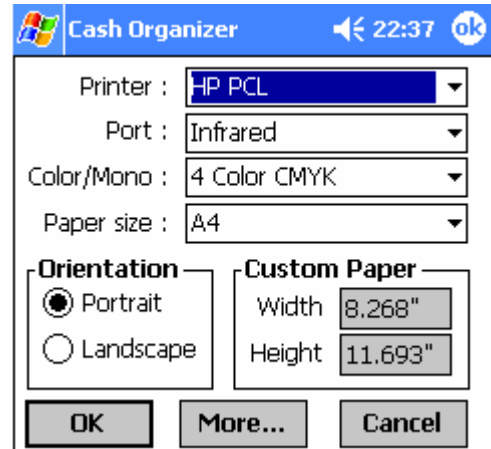 Cash Organizer 22:37 ok
Printer : HP PCL
Port : Infrared
Color/Mono : 4 Color CMYK
Paper size : A4
Orientation Custom Paper
Portrait Width 8.268"
Landscape Height 11.693"
OK More... Cancel